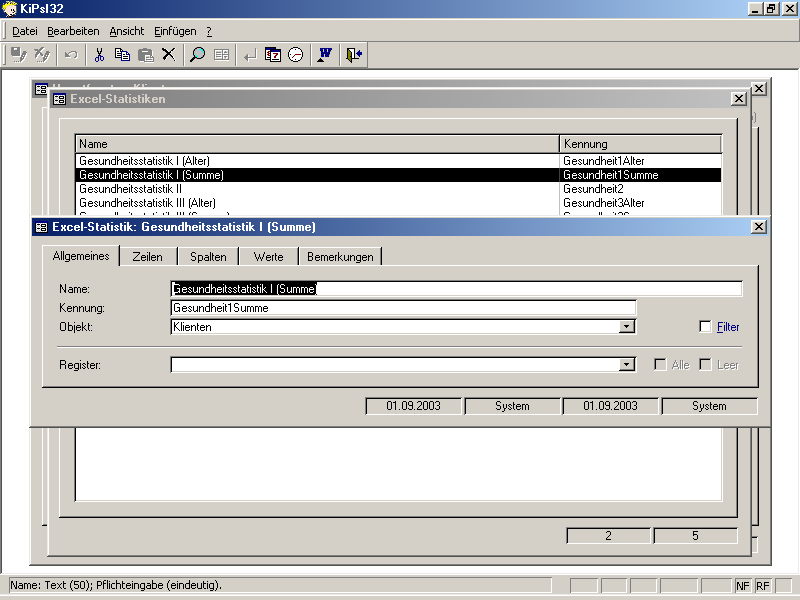 KiPsI32
Datei Bearbeiten Ansicht Einfügen ?
Excel-Statistiken
Name Kennung
Gesundheitsstatistik I (Alter) Gesundheit1Alter
Gesundheitsstatistik I (Summe) Gesundheit1Summe
Gesundheitsstatistik II Gesundheit2
Gesundheitsstatistik III (Alter) Gesundheit3Alter
Excel-Statistik: Gesundheitsstatistik I (Summe)
Allgemeines Zeilen Spalten Werte Bemerkungen
Name: Gesundheitsstatistik I (Summe)
Kennung: Gesundheit1Summe
Objekt: Klienten Filter
Register: Alle Leer
01.09.2003 System 01.09.2003 System
2 5
Name: Text (50); Pflichteingabe (eindeutig). NF RF